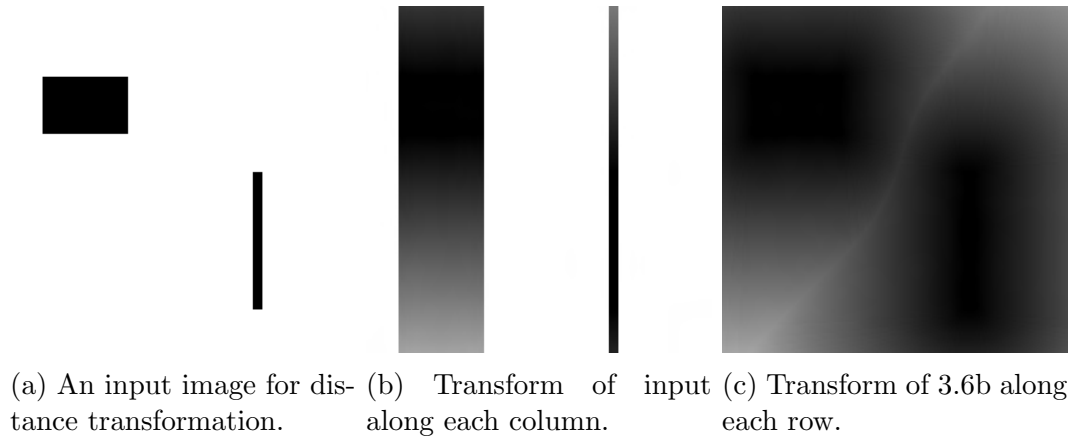 (a) An input image for dis-
tance transformation.
(b) Transform of input
along each column.
(c) Transform of 3.6b along
each row.